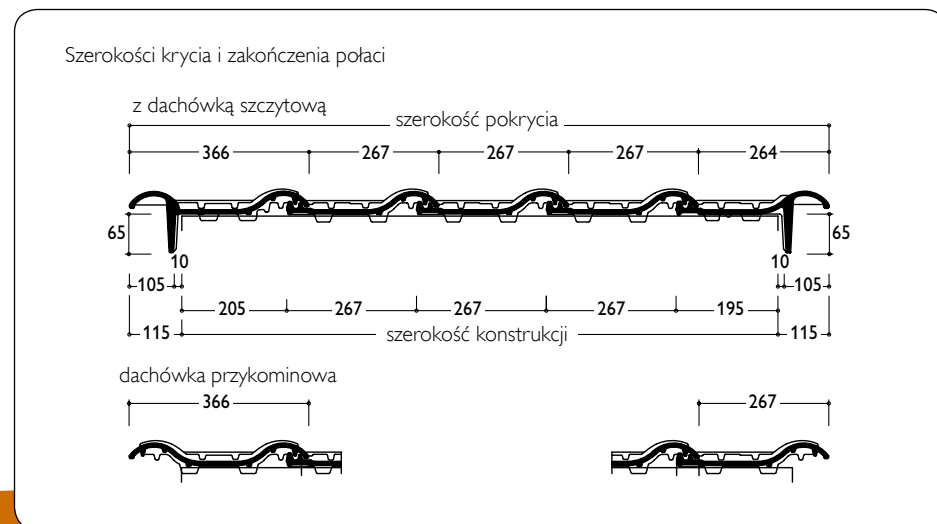 Szerokości krycia i zakończenia połaci
z dachówką szczytową
szerokość pokrycia
366 267 267 267 264
65 65
10 10
105 105
205 267 267 267 195
115 szerokość konstrukcji 115
dachówka przykominowa
366 267